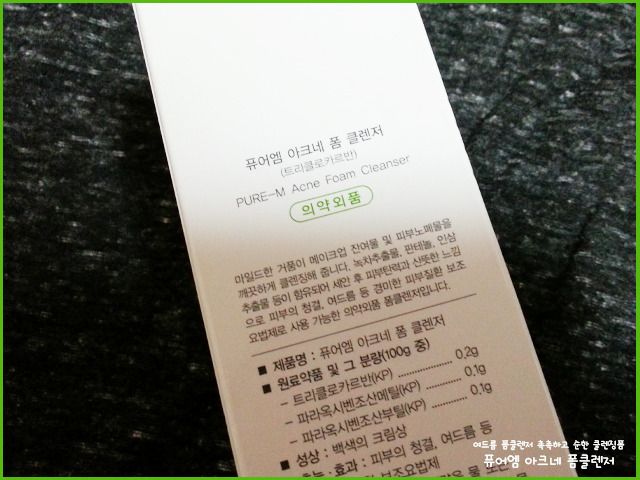 퓨어엠 아크네 폼 클렌저
(트리클로카르반)
PURE-M Acne Foam Cleanser
의약외품
마일드한 거품이 메이크업 잔여물 및 피부노폐물을
깨끗하게 클렌징해 줍니다. 녹차추출물, 판테놀, 인삼
추출물 등이 함유되어 세안 후 피부탄력과 산뜻한 느낌
으로 피부의 청결, 여드름 등 경미한 피부질환 보조
요법제로 사용 가능한 의약외품 폼클렌저입니다.
■ 제품명 : 퓨어엠 아크네 폼 클렌저
■ 원료약품 및 그 분량(100g 중)
- 트리클로카르반(KP) .................. 0.2g
- 파라옥시벤조산메틸(KP) .......... 0.1g
- 파라옥시벤조산부틸(KP) .......... 0.1g
■ 성상 : 백색의 크림상
효능 · 효과 : 피부의 청결, 여드름 등
보조요법제
여드름 폼클렌저 촉촉하고 순한 클렌징폼
퓨어엠 아크네 폼클렌저